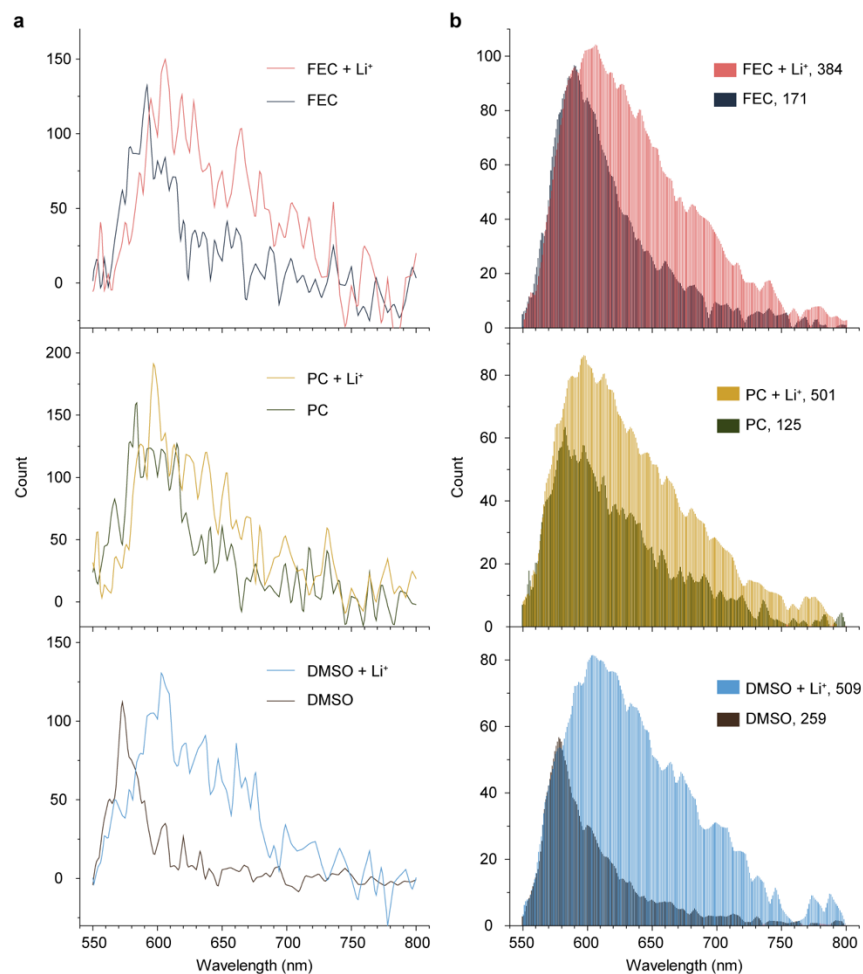 a
FEC + Li⁺
FEC
150
100
50
0
PC + Li⁺
PC
200
150
100
50
0
Count
DMSO + Li⁺
DMSO
150
100
50
0
550 600 650 700 750 800
Wavelength (nm)
b
FEC + Li⁺, 384
FEC, 171
100
80
60
40
20
0
PC + Li⁺, 501
PC, 125
80
60
40
20
0
Count
DMSO + Li⁺, 509
DMSO, 259
80
60
40
20
0
550 600 650 700 750 800
Wavelength (nm)